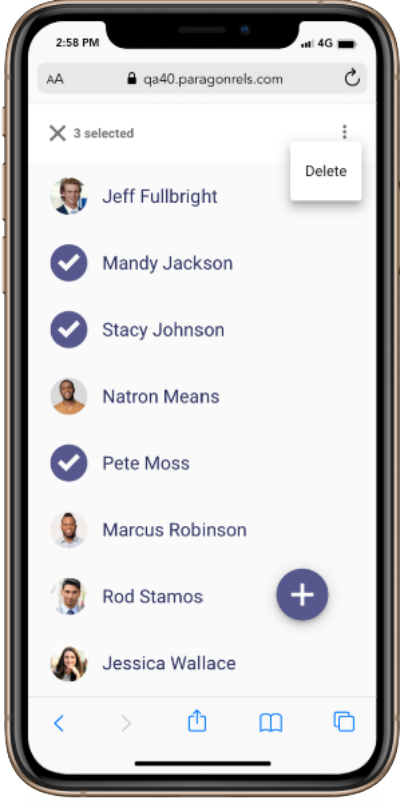 2:58 PM
4G
AA
qa40.paragonrels.com
3 selected
Delete
Jeff Fullbright
Mandy Jackson
Stacy Johnson
Natron Means
Pete Moss
Marcus Robinson
Rod Stamos
Jessica Wallace